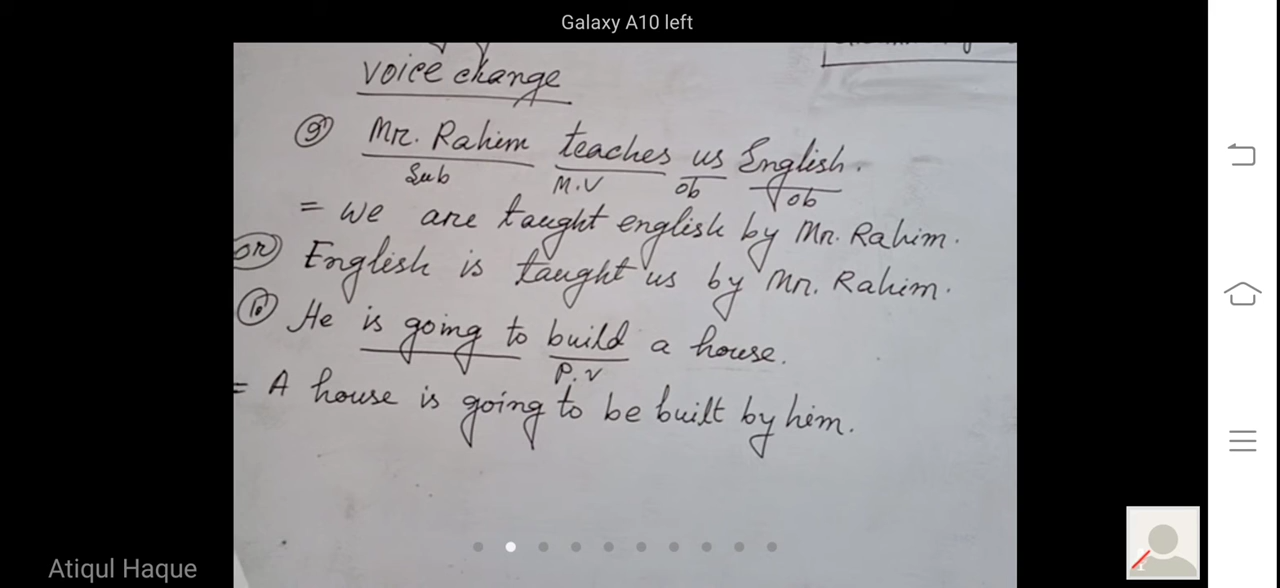 Galaxy A10 left
voice change
9 Mr. Rahim teaches us English.
Sub M.V ob ob
= we are taught english by Mr. Rahim.
or English is taught us by Mr. Rahim.
10 He is going to build a house.
P.V
= A house is going to be built by him.
Atiqul Haque